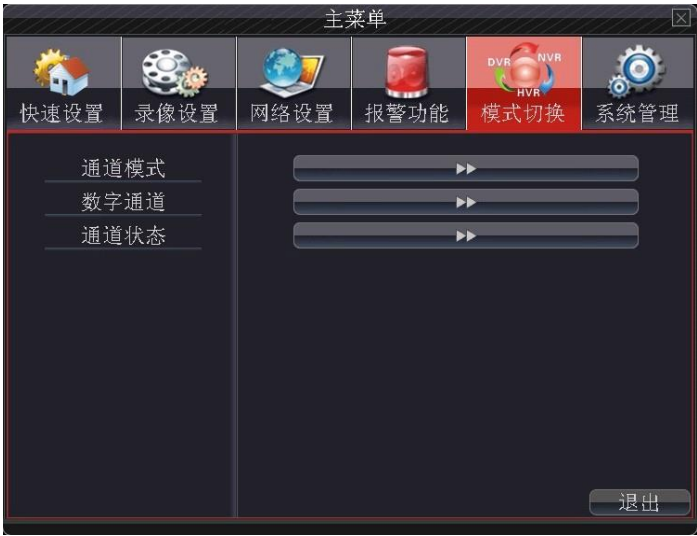 主菜单
DVR NVR
HVR
快速设置 录像设置 网络设置 报警功能 模式切换 系统管理
通道模式
数字通道
通道状态
退出